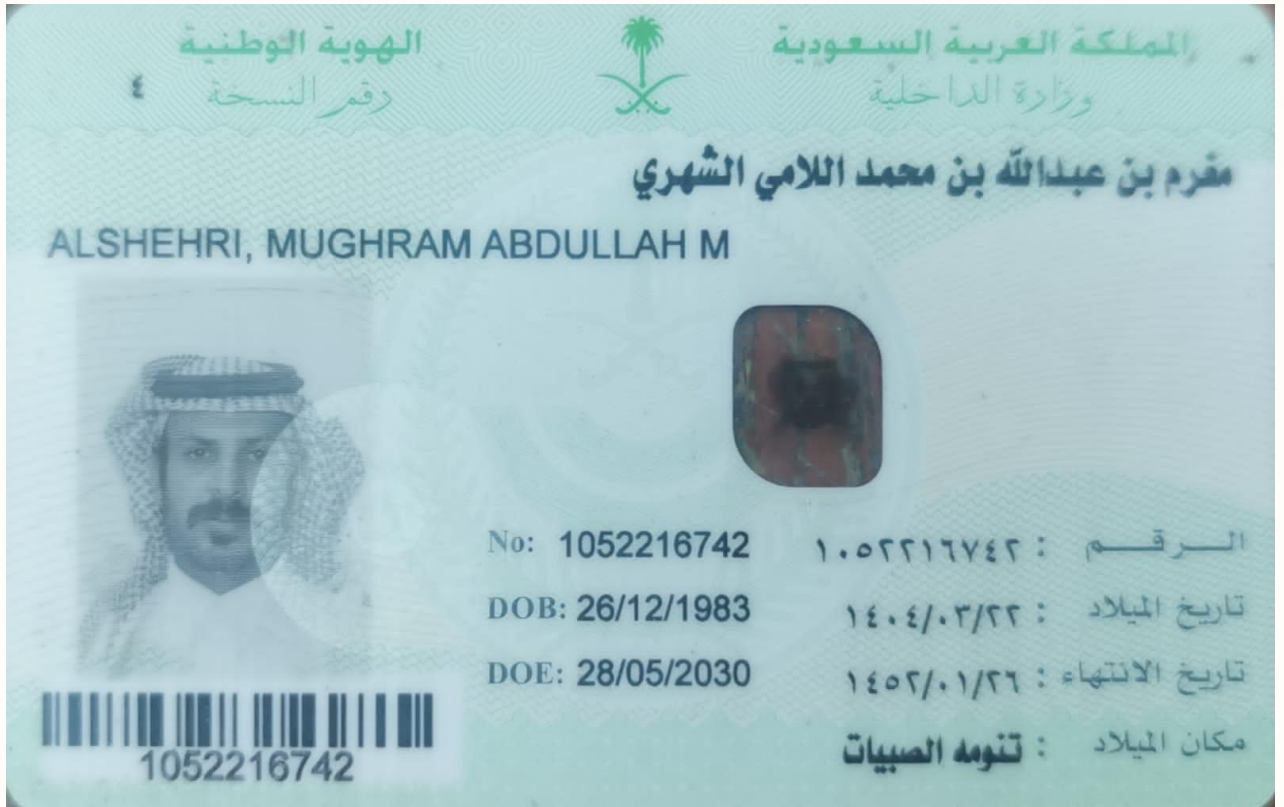 المملكة العربية السعودية
وزارة الداخلية
الهوية الوطنية
رقم النسخة ٤
مغرم بن عبدالله بن محمد اللامي الشهري
ALSHEHRI, MUGHRAM ABDULLAH M
الرقم : ١٠٥٢٢١٦٧٤٢ No: 1052216742
تاريخ الميلاد : ١٤٠٤/٠٣/٢٢ DOB: 26/12/1983
تاريخ الانتهاء : ١٤٥٢/٠١/٢٦ DOE: 28/05/2030
مكان الميلاد : تنومه الصبيات
1052216742